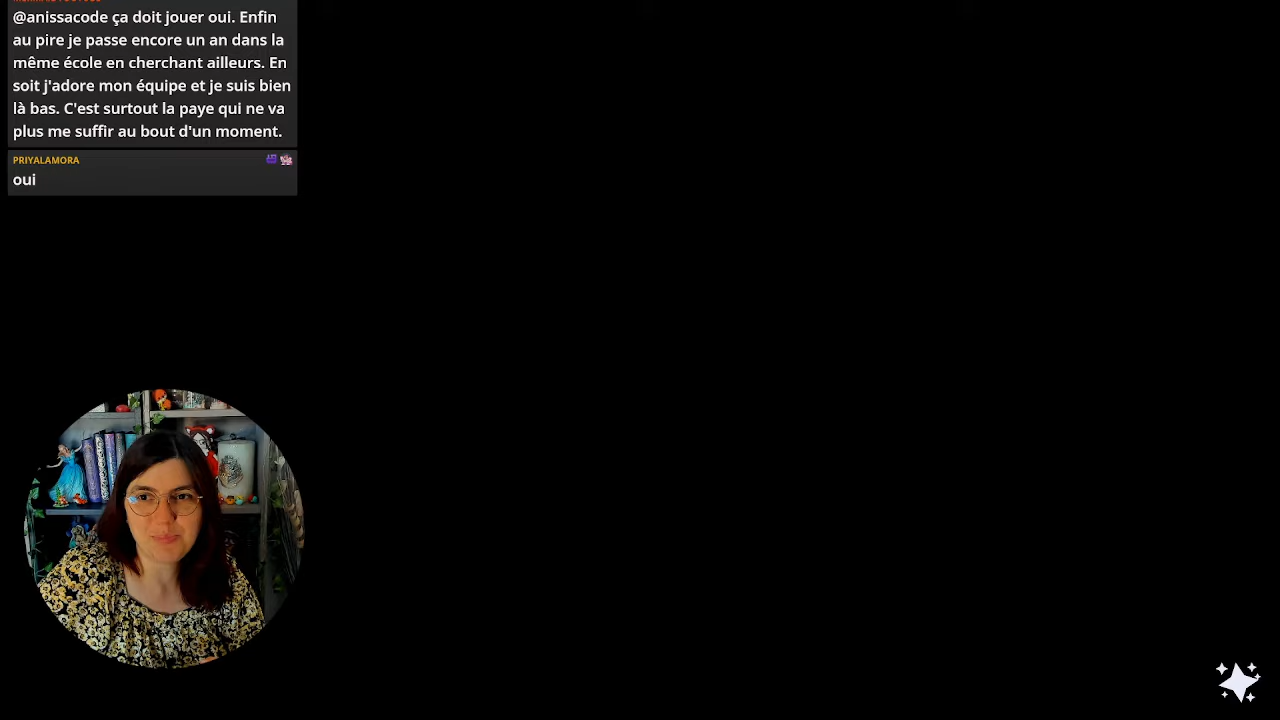 @anissacode ça doit jouer oui. Enfin
au pire je passe encore un an dans la
même école en cherchant ailleurs. En
soit j'adore mon équipe et je suis bien
là bas. C'est surtout la paye qui ne va
plus me suffir au bout d'un moment.
PRIYALAMORA
oui